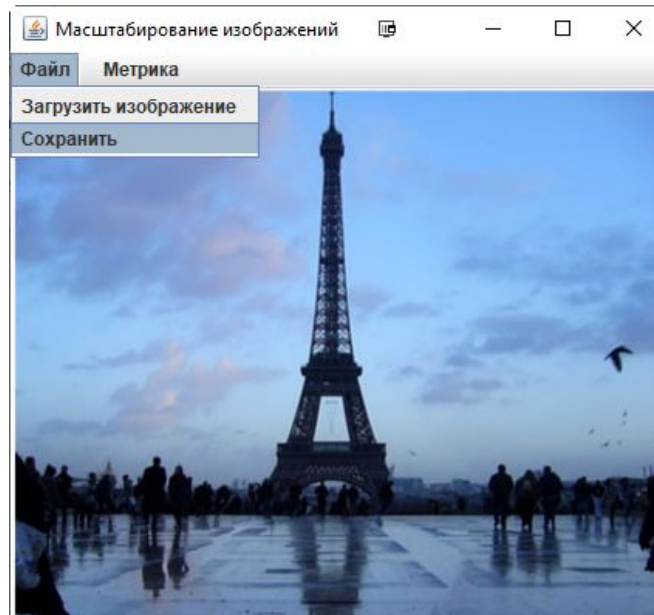 Масштабирование изображений
Файл Метрика
Загрузить изображение
Сохранить